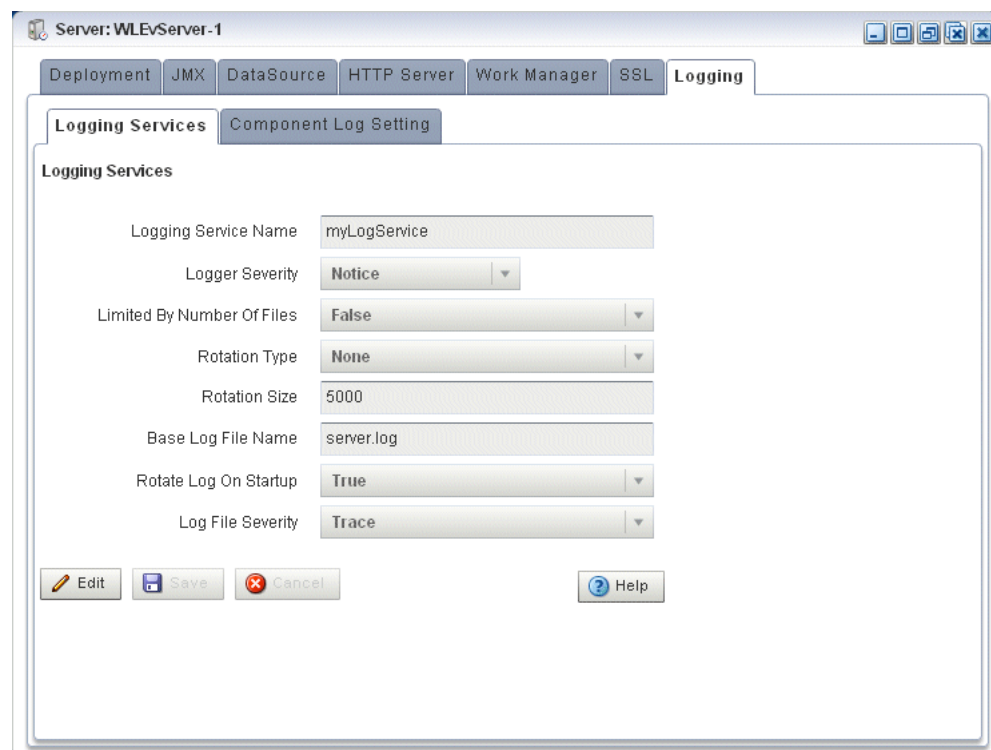 Server: WLEvServer-1
Deployment JMX DataSource HTTP Server Work Manager SSL Logging
Logging Services Component Log Setting
Logging Services
Logging Service Name myLogService
Logger Severity Notice
Limited By Number Of Files False
Rotation Type None
Rotation Size 5000
Base Log File Name server.log
Rotate Log On Startup True
Log File Severity Trace
Edit Save Cancel Help